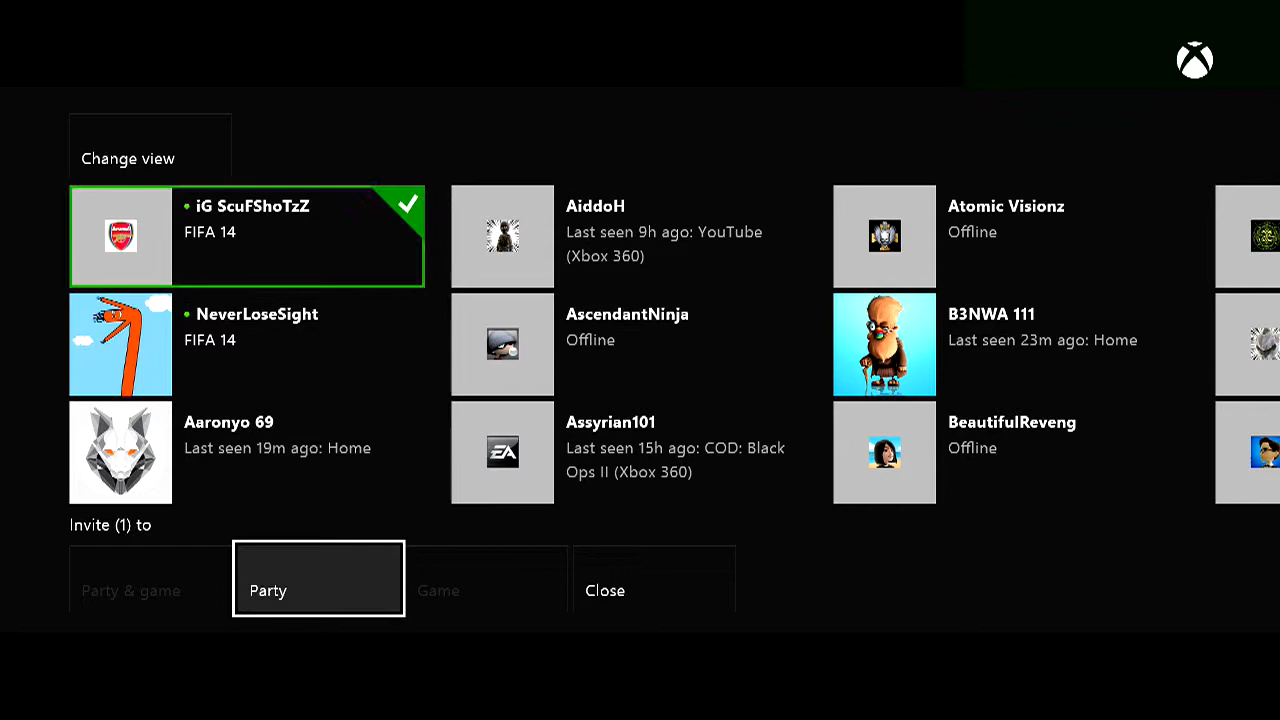 Change view
iG ScuFShoTzZ
FIFA 14
NeverLoseSight
FIFA 14
Aaronyo 69
Last seen 19m ago: Home
AiddoH
Last seen 9h ago: YouTube
(Xbox 360)
AscendantNinja
Offline
Assyrian101
Last seen 15h ago: COD: Black
Ops II (Xbox 360)
Atomic Visionz
Offline
B3NWA 111
Last seen 23m ago: Home
BeautifulReveng
Offline
EA
Invite (1) to
Party & game
Party
Game
Close